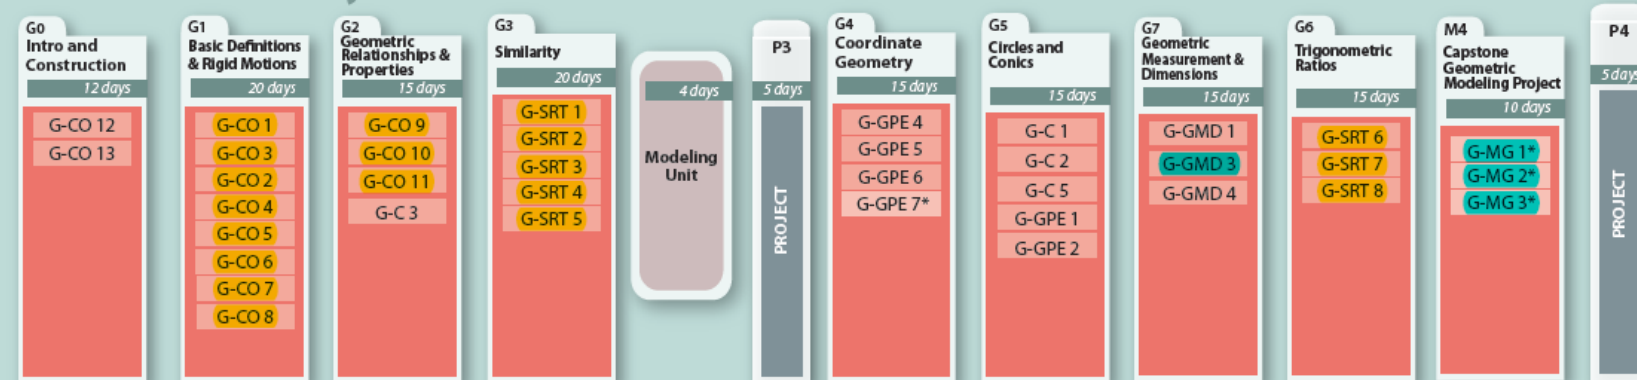 G0
Intro and
Construction
12 days
G-CO 12
G-CO 13
G1
Basic Definitions
& Rigid Motions
20 days
G-CO 1
G-CO 3
G-CO 2
G-CO 4
G-CO 5
G-CO 6
G-CO 7
G-CO 8
G2
Geometric
Relationships &
Properties
15 days
G-CO 9
G-CO 10
G-CO 11
G-C 3
G3
Similarity
20 days
G-SRT 1
G-SRT 2
G-SRT 3
G-SRT 4
G-SRT 5
4 days
Modeling
Unit
P3
5 days
PROJECT
G4
Coordinate
Geometry
15 days
G-GPE 4
G-GPE 5
G-GPE 6
G-GPE 7*
G5
Circles and
Conics
15 days
G-C 1
G-C 2
G-C 5
G-GPE 1
G-GPE 2
G7
Geometric
Measurement &
Dimensions
15 days
G-GMD 1
G-GMD 3
G-GMD 4
G6
Trigonometric
Ratios
15 days
G-SRT 6
G-SRT 7
G-SRT 8
M4
Capstone
Geometric
Modeling Project
10 days
G-MG 1*
G-MG 2*
G-MG 3*
P4
5 days
PROJECT